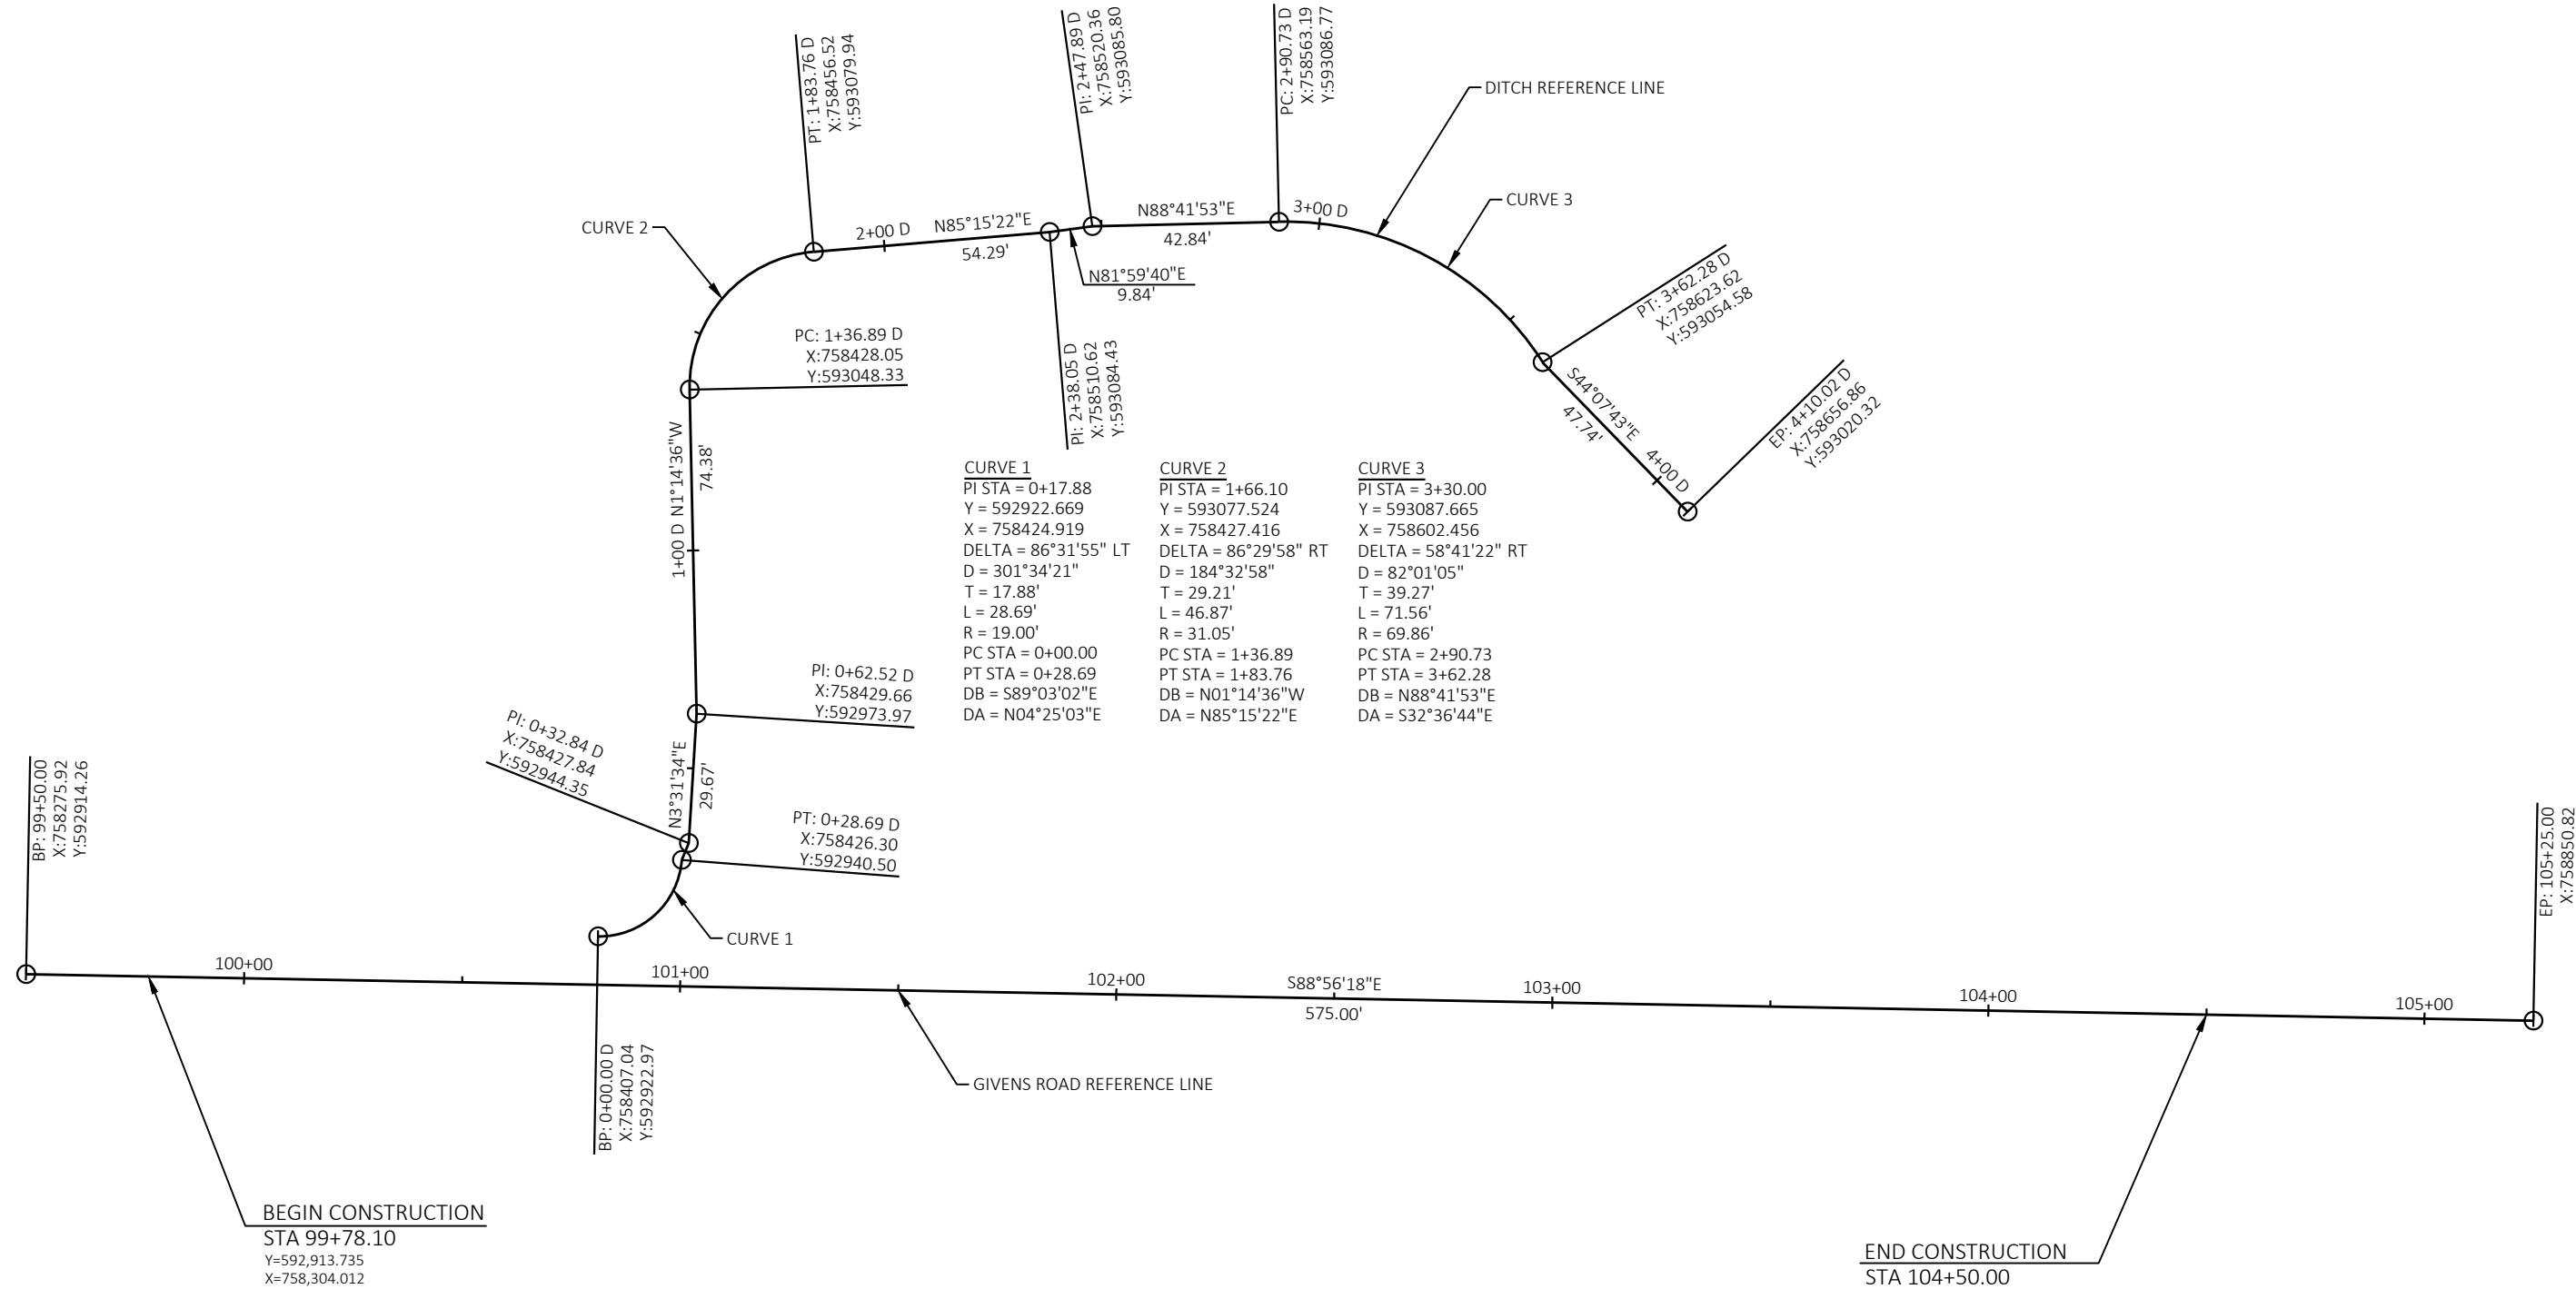 PT: 1+83.76 D
X:758456.52
Y:593079.94
PI: 2+47.89 D
X:758520.36
Y:593085.80
PC: 2+90.73 D
X:758563.19
Y:593086.77
DITCH REFERENCE LINE
CURVE 2
2+00 D
N85°15'22"E
54.29'
N88°41'53"E
42.84'
3+00 D
CURVE 3
N81°59'40"E
9.84'
PT: 3+62.28 D
X:758623.62
Y:593054.58
PC: 1+36.89 D
X:758428.05
Y:593048.33
PI: 2+38.05 D
X:758510.62
Y:593084.43
S44°07'43"E
47.74'
4+00 D
EP: 4+10.02 D
X:758656.86
Y:593020.32
1+00 D N1°14'36"W
74.38'
CURVE 1
PI STA = 0+17.88
Y = 592922.669
X = 758424.919
DELTA = 86°31'55" LT
D = 301°34'21"
T = 17.88'
L = 28.69'
R = 19.00'
PC STA = 0+00.00
PT STA = 0+28.69
DB = S89°03'02"E
DA = N04°25'03"E
CURVE 2
PI STA = 1+66.10
Y = 593077.524
X = 758427.416
DELTA = 86°29'58" RT
D = 184°32'58"
T = 29.21'
L = 46.87'
R = 31.05'
PC STA = 1+36.89
PT STA = 1+83.76
DB = N01°14'36"W
DA = N85°15'22"E
CURVE 3
PI STA = 3+30.00
Y = 593087.665
X = 758602.456
DELTA = 58°41'22" RT
D = 82°01'05"
T = 39.27'
L = 71.56'
R = 69.86'
PC STA = 2+90.73
PT STA = 3+62.28
DB = N88°41'53"E
DA = S32°36'44"E
PI: 0+62.52 D
X:758429.66
Y:592973.97
PI: 0+32.84 D
X:758427.84
Y:592944.35
N3°31'34"E
29.67'
PT: 0+28.69 D
X:758426.30
Y:592940.50
BP: 99+50.00
X:758275.92
Y:592914.26
EP: 105+25.00
X:758850.82
CURVE 1
100+00
101+00
102+00
S88°56'18"E
575.00'
103+00
104+00
105+00
BP: 0+00.00 D
X:758407.04
Y:592922.97
GIVENS ROAD REFERENCE LINE
BEGIN CONSTRUCTION
STA 99+78.10
Y=592,913.735
X=758,304.012
END CONSTRUCTION
STA 104+50.00